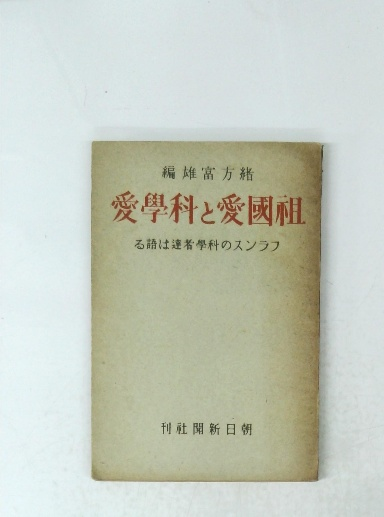 緒方富雄編
祖國愛と科學愛
フランスの科學者達は語る
朝日新聞社刊